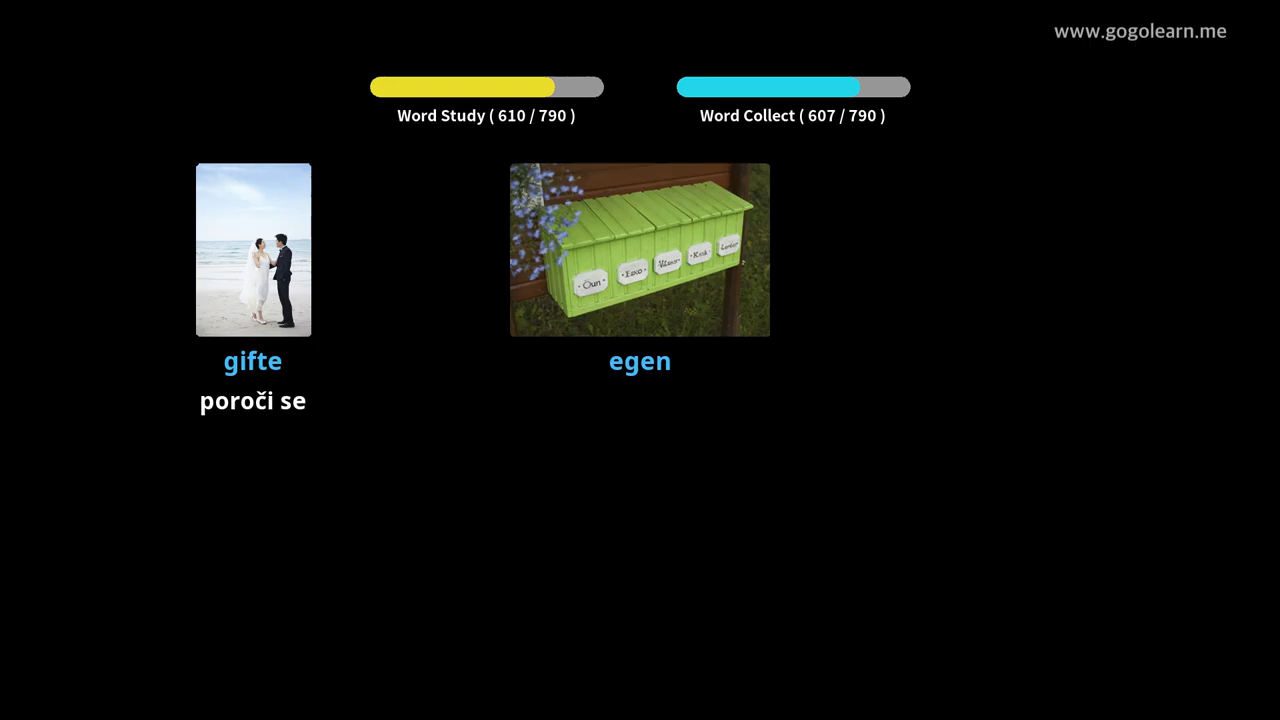 www.gogolearn.me
Word Study ( 610 / 790 )
Word Collect ( 607 / 790 )
gifte
egen
poroči se